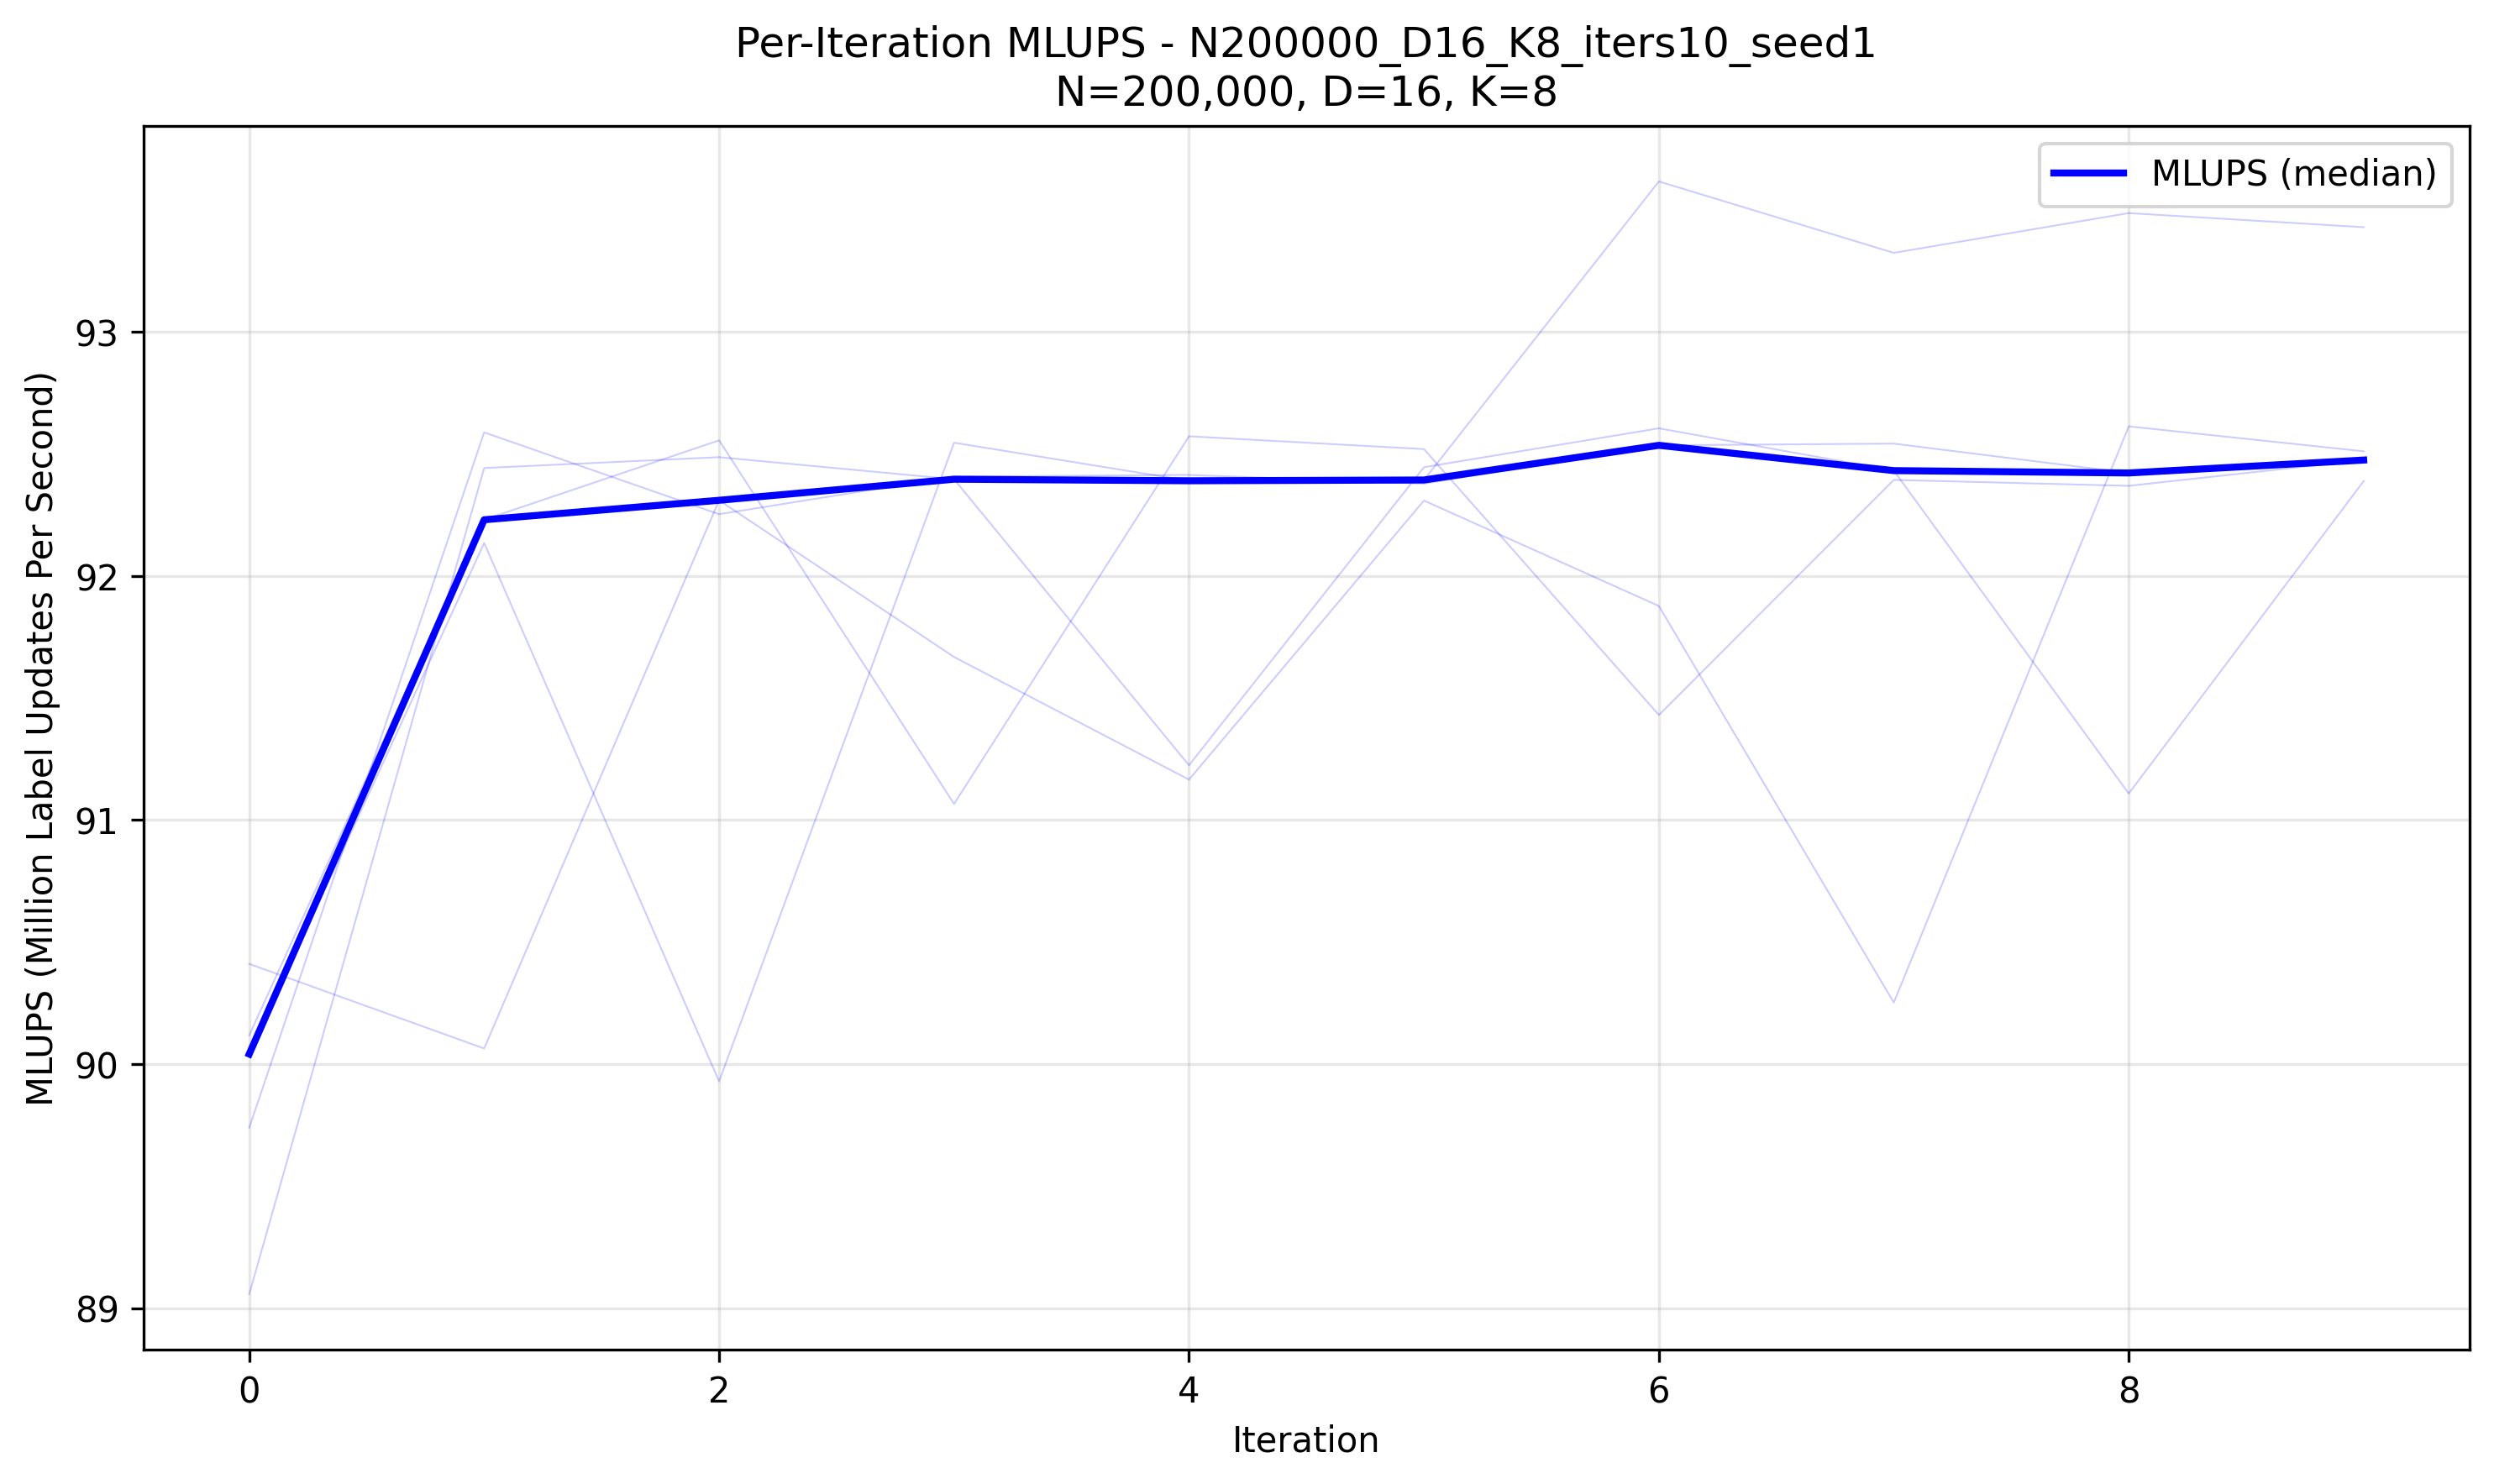 Per-Iteration MLUPS - N200000_D16_K8_iters10_seed1
N=200,000, D=16, K=8
MLUPS (median)
MLUPS (Million Label Updates Per Second)
93
92
91
90
89
0 2 4 6 8
Iteration